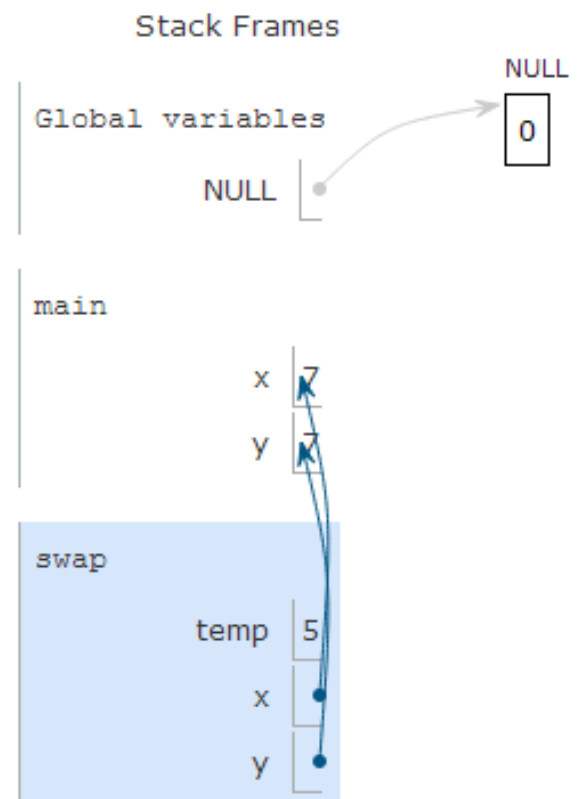 Stack Frames
NULL
Global variables
0
NULL
main
x 7
y 7
swap
temp 5
x
y